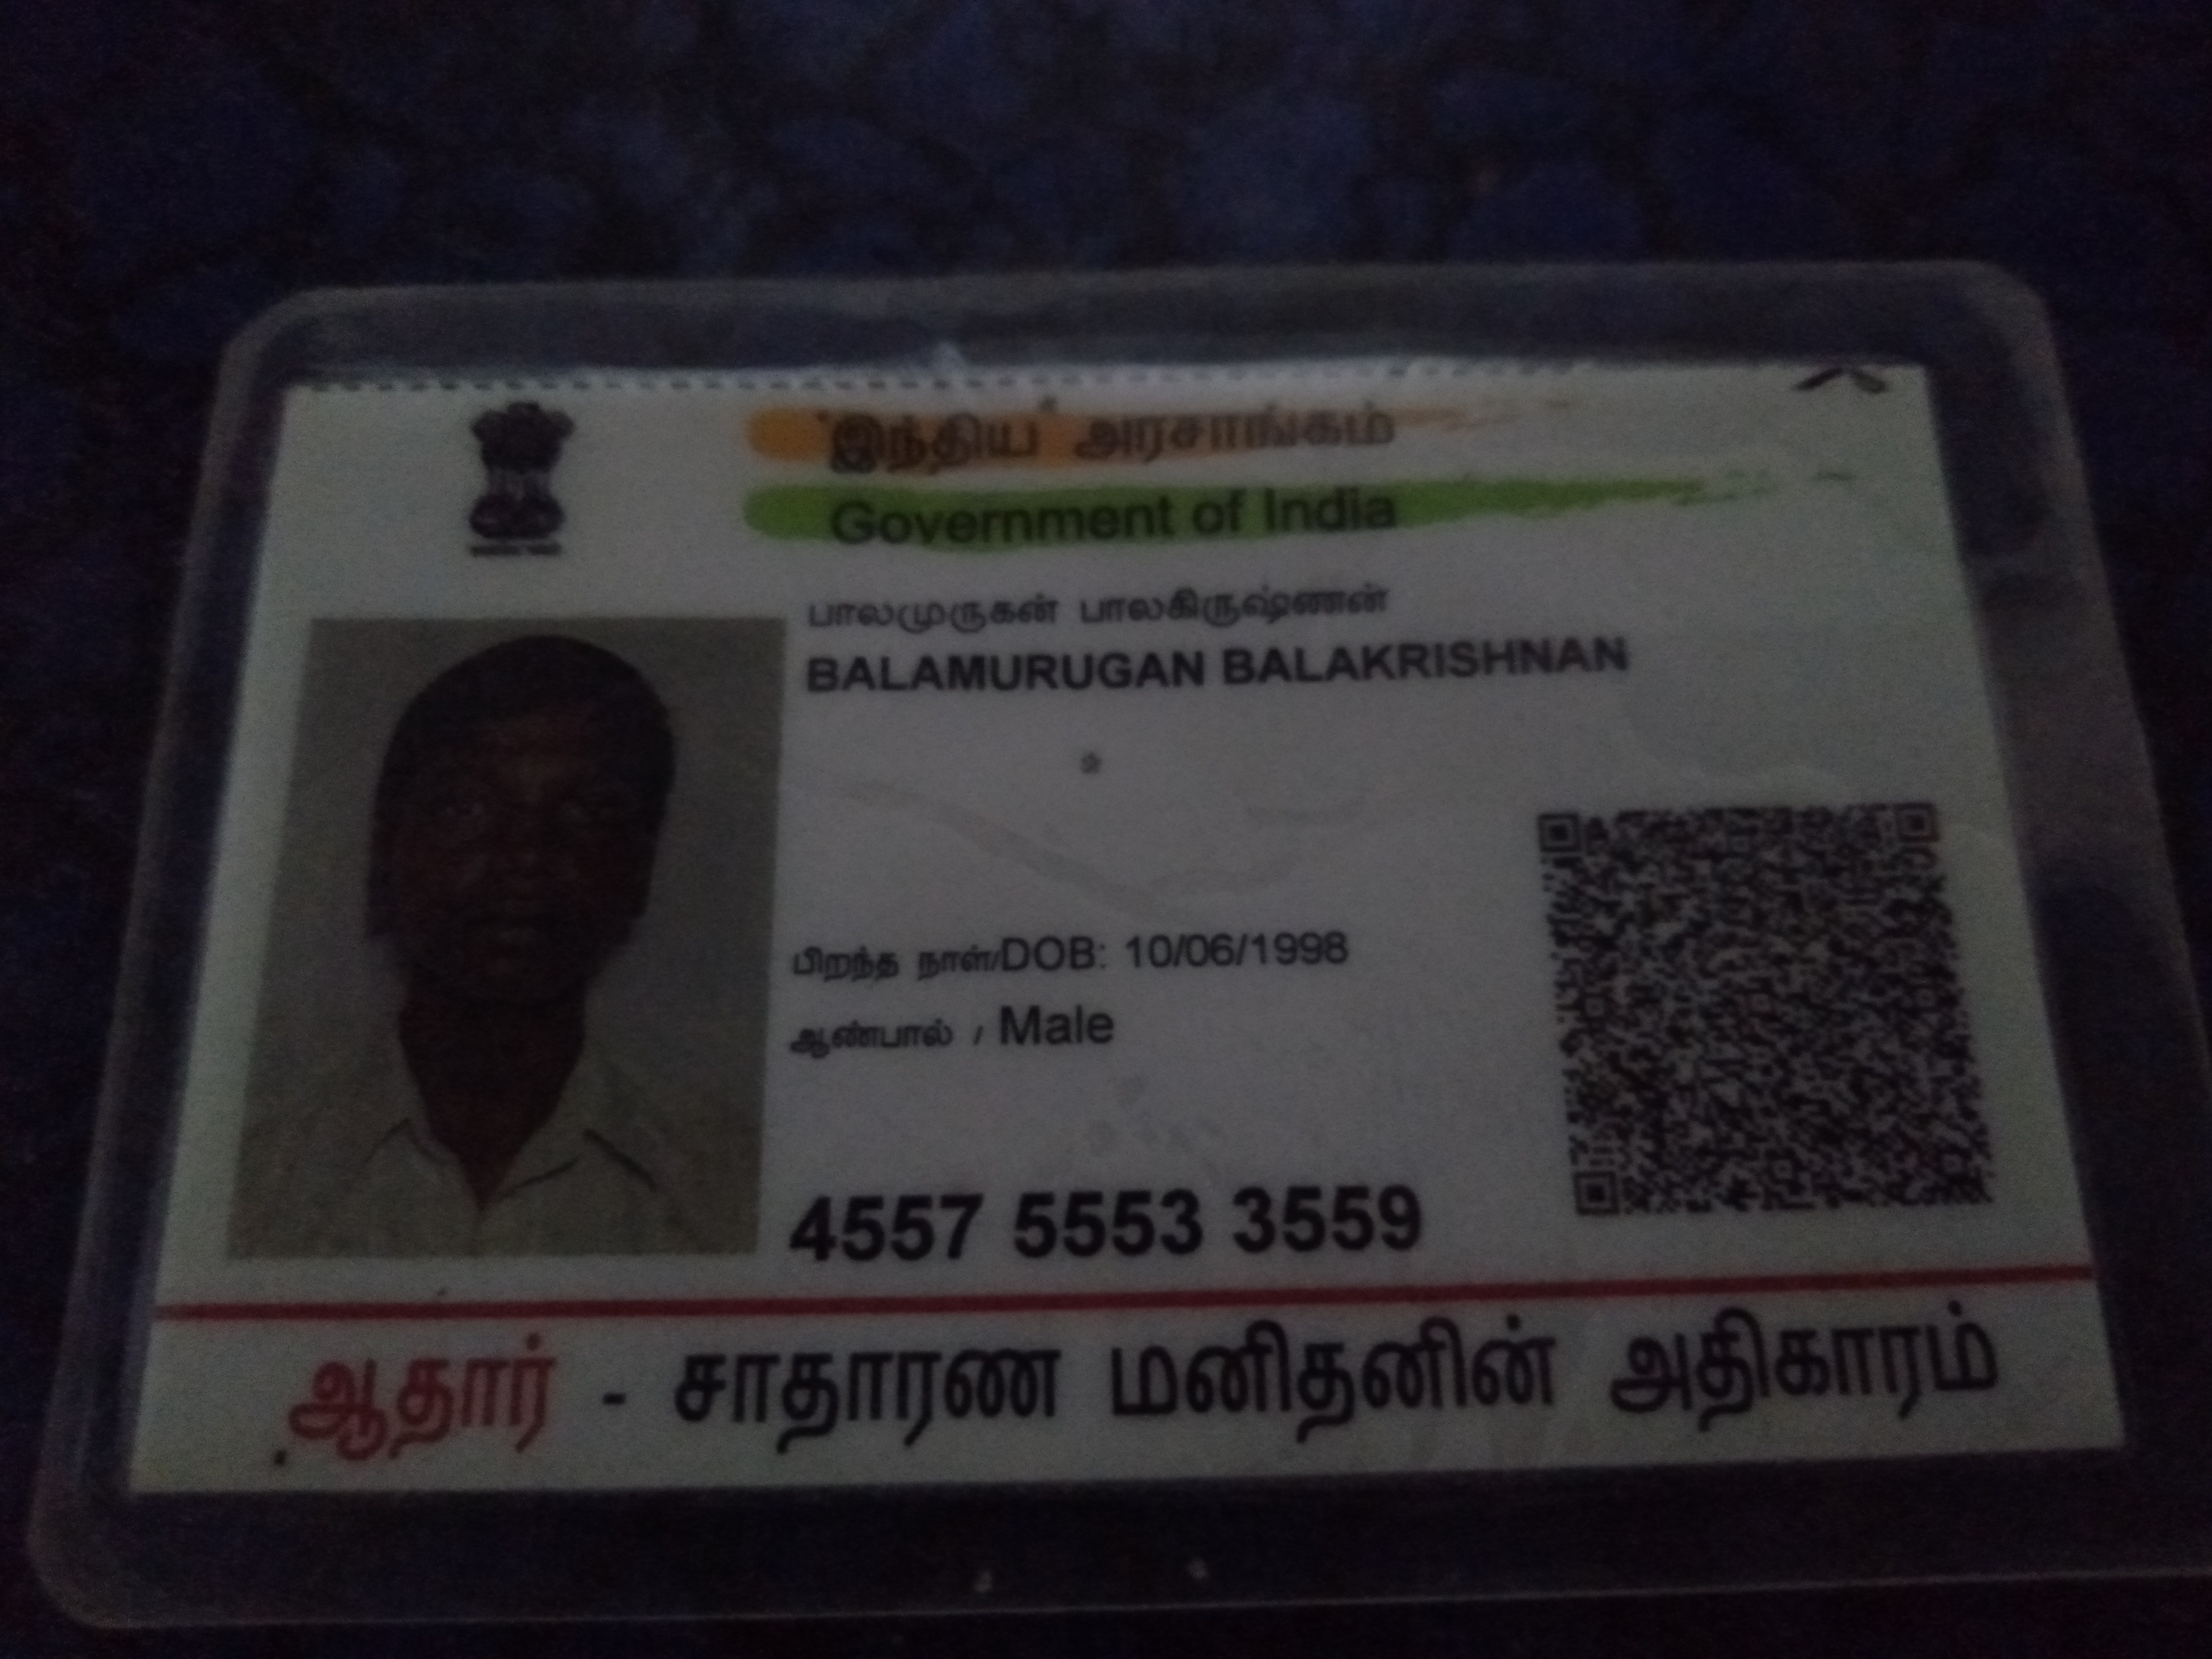 இந்திய அரசாங்கம்
Government of India
பாலமுருகன் பாலகிருஷ்ணன்
BALAMURUGAN BALAKRISHNAN
பிறந்த நாள்/DOB: 10/06/1998
ஆண்பால் / Male
4557 5553 3559
ஆதார் - சாதாரண மனிதனின் அதிகாரம்